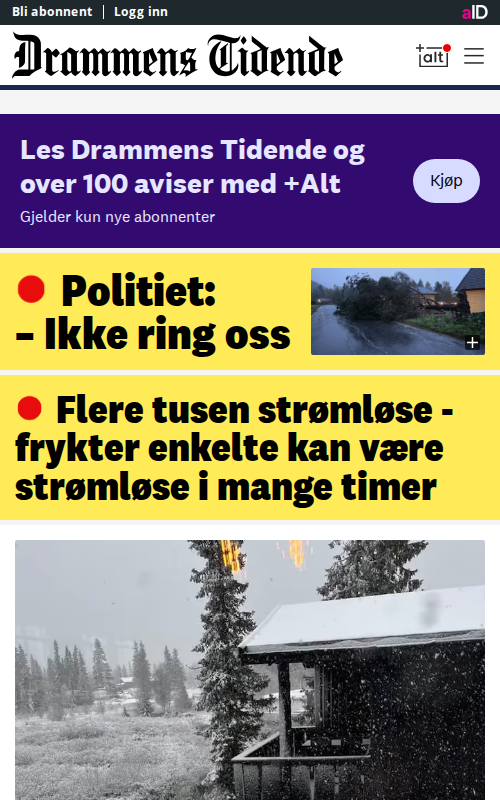 Bli abonnent
Logg inn
aID
Drammens Tidende
+alt
Les Drammens Tidende og
over 100 aviser med +Alt
Gjelder kun nye abonnenter
Kjøp
Politiet:
– Ikke ring oss
Flere tusen strømløse -
frykter enkelte kan være
strømløse i mange timer